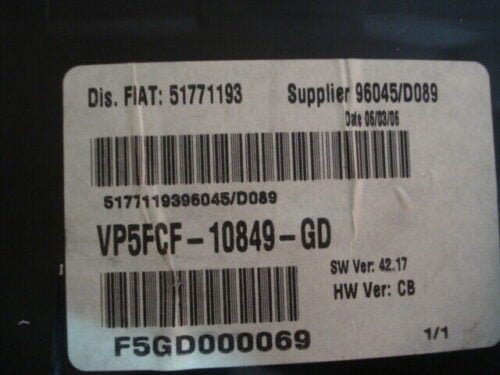 Dis. FIAT: 51771193 Supplier 96045/D089
Date 06/03/06
5177119396045/D089
VP5FCF-10849-GD
SW Ver: 42.17
HW Ver: CB
F5GD000069
1/1